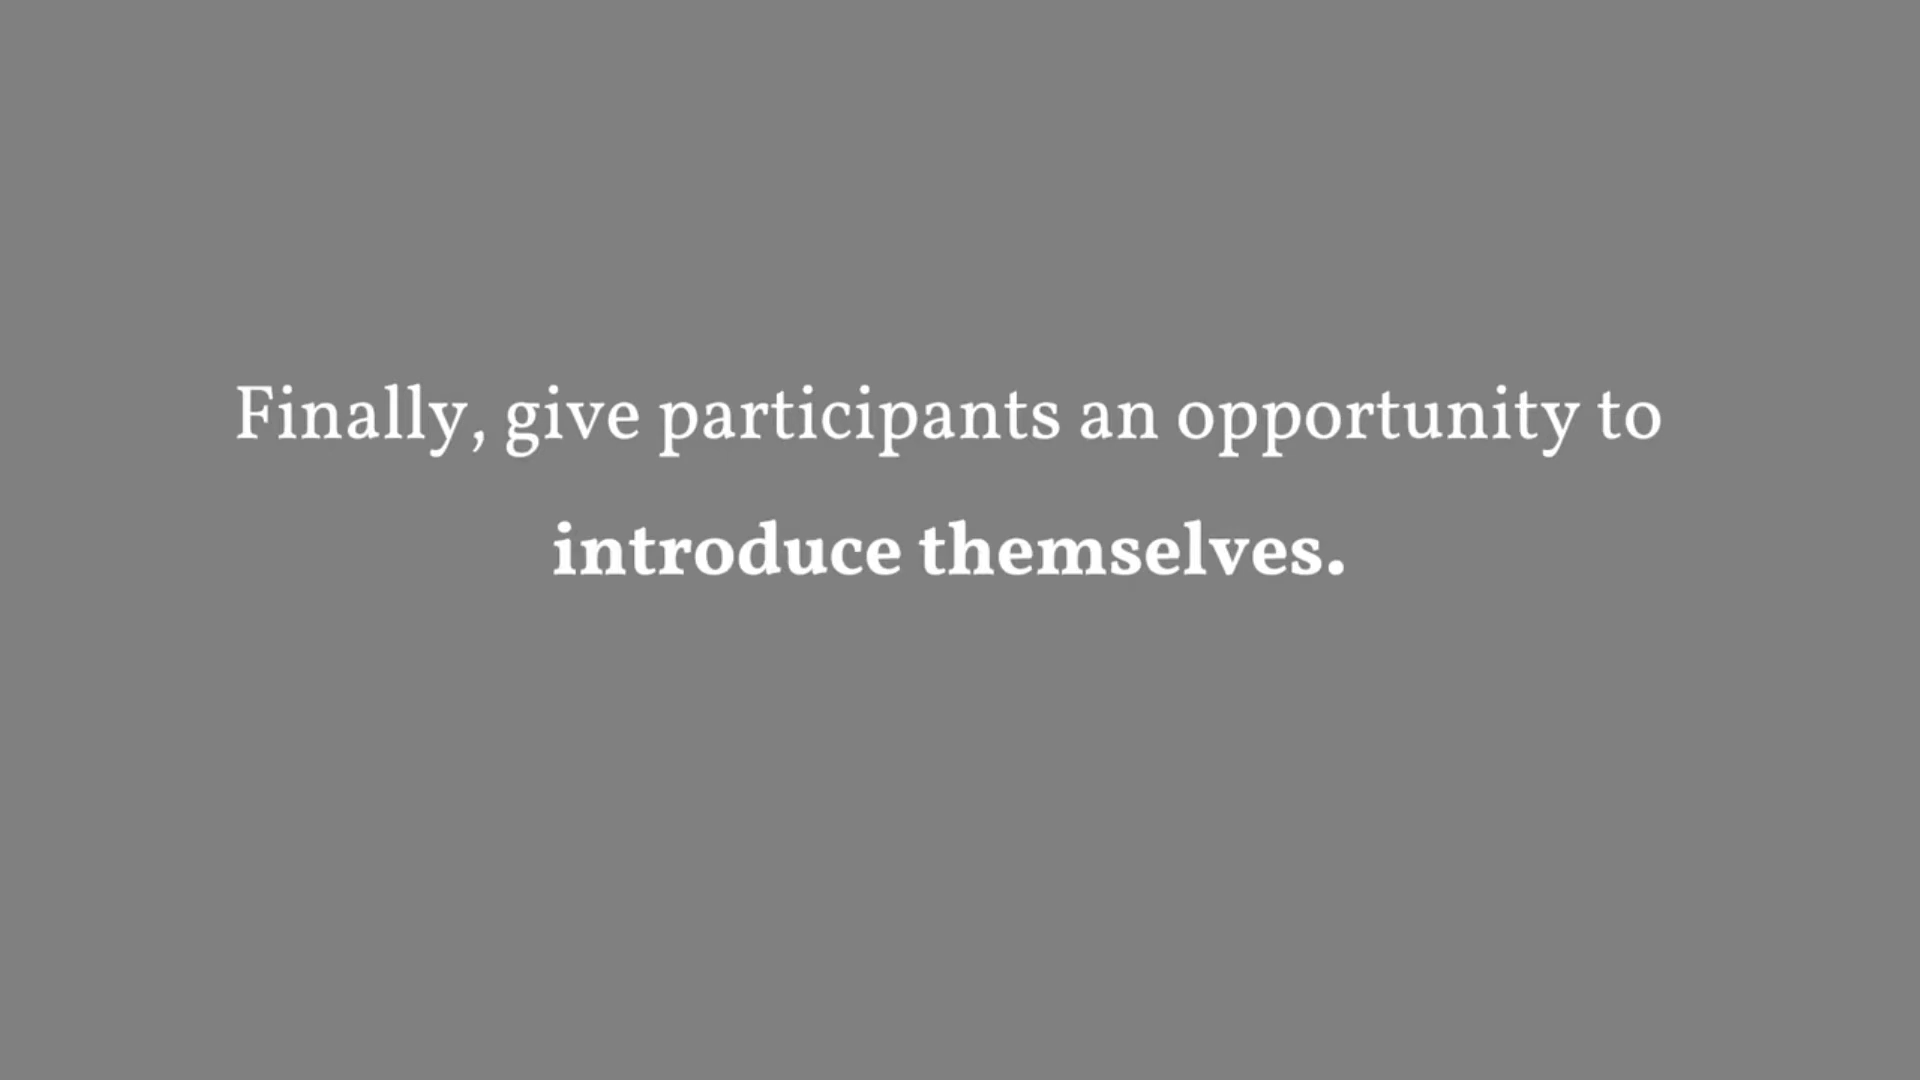 Finally, give participants an opportunity to
introduce themselves.